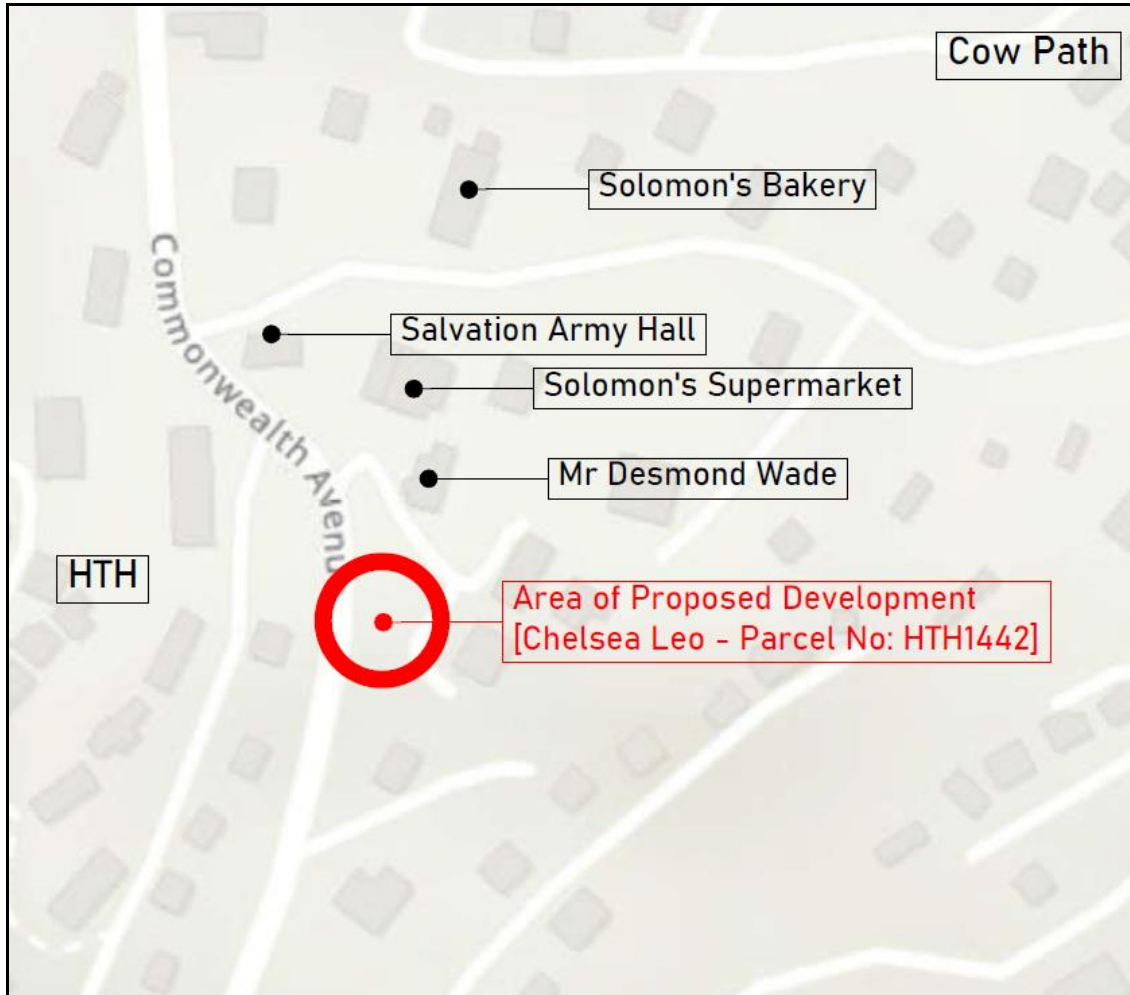 Cow Path
Solomon's Bakery
Commonwealth Avenu
Salvation Army Hall
Solomon's Supermarket
Mr Desmond Wade
HTH
Area of Proposed Development
[Chelsea Leo - Parcel No: HTH1442]